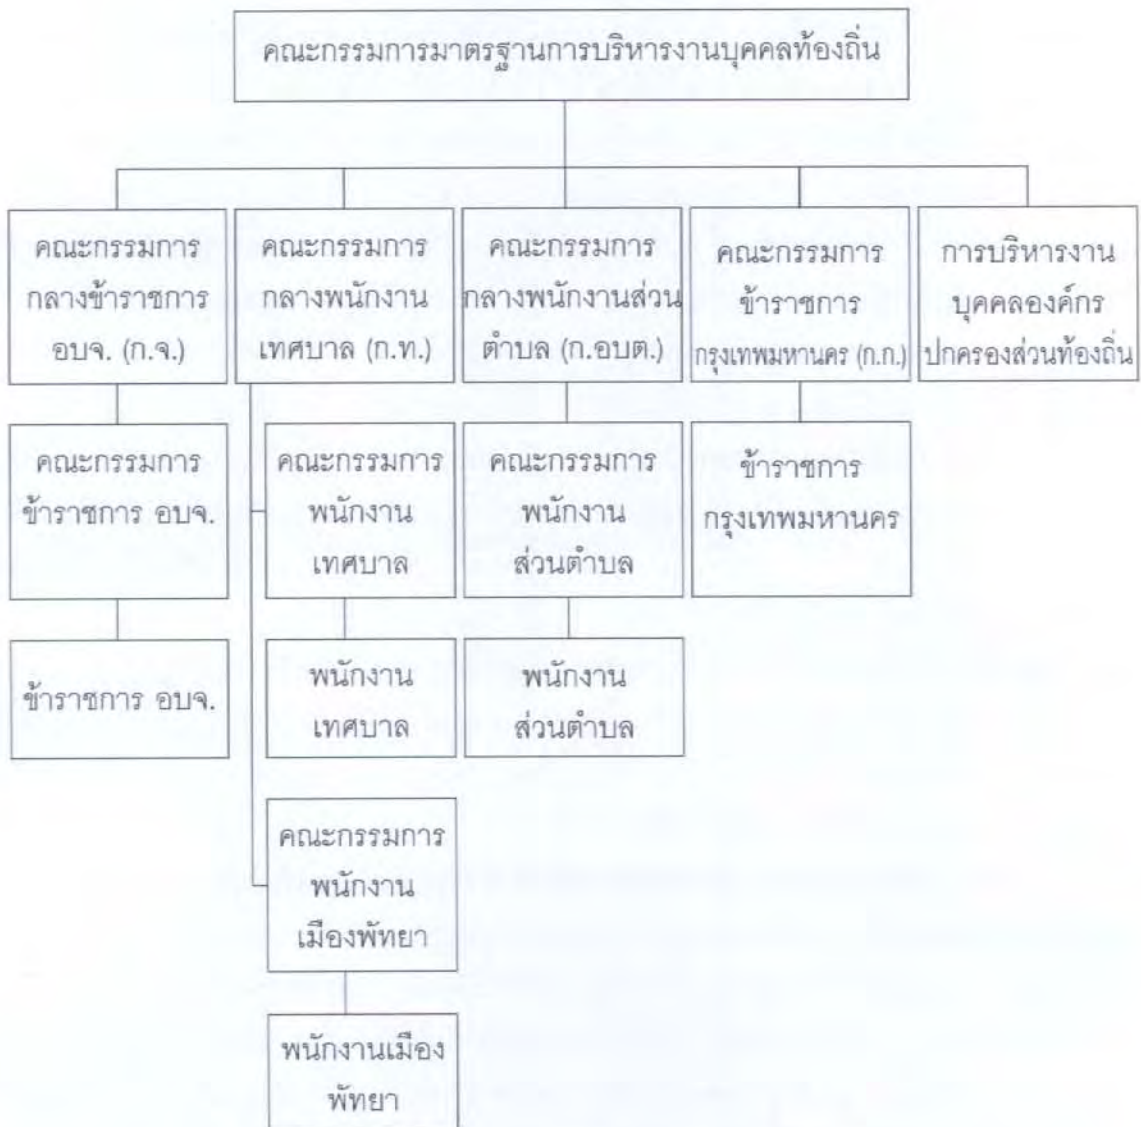 คณะกรรมการมาตรฐานการบริหารงานบุคคลท้องถิ่น
คณะกรรมการ
กลางข้าราชการ
อบจ. (ก.จ.)
คณะกรรมการ
กลางพนักงาน
เทศบาล (ก.ท.)
คณะกรรมการ
กลางพนักงานส่วน
ตำบล (ก.อบต.)
คณะกรรมการ
ข้าราชการ
กรุงเทพมหานคร (ก.ก.)
การบริหารงาน
บุคคลองค์กร
ปกครองส่วนท้องถิ่น
คณะกรรมการ
ข้าราชการ อบจ.
คณะกรรมการ
พนักงาน
เทศบาล
คณะกรรมการ
พนักงาน
ส่วนตำบล
ข้าราชการ
กรุงเทพมหานคร
ข้าราชการ อบจ.
พนักงาน
เทศบาล
พนักงาน
ส่วนตำบล
คณะกรรมการ
พนักงาน
เมืองพัทยา
พนักงานเมือง
พัทยา